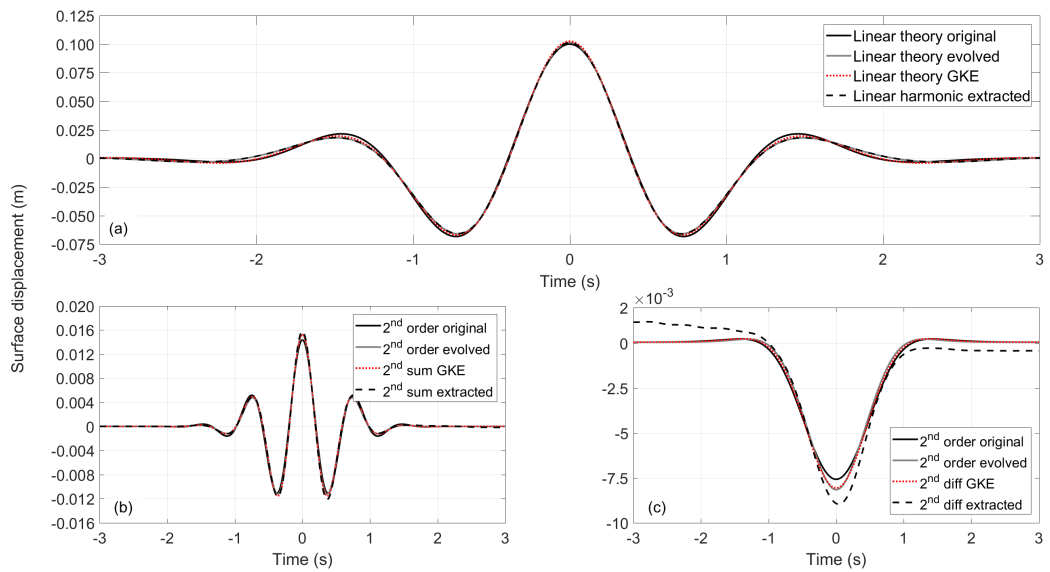 0.125
0.100
0.075
0.050
0.025
0
-0.025
-0.050
-0.075
Linear theory original
Linear theory evolved
Linear theory GKE
Linear harmonic extracted
(a)
-3 -2 -1 0 1 2 3
Time (s)
Surface displacement (m)
0.020
0.016
0.012
0.008
0.004
0
-0.004
-0.008
-0.012
-0.016
2nd order original
2nd order evolved
2nd sum GKE
2nd sum extracted
(b)
-3 -2 -1 0 1 2 3
Time (s)
×10-3
2
0
-2.5
-5
-7.5
-10
2nd order original
2nd order evolved
2nd diff GKE
2nd diff extracted
(c)
-3 -2 -1 0 1 2 3
Time (s)